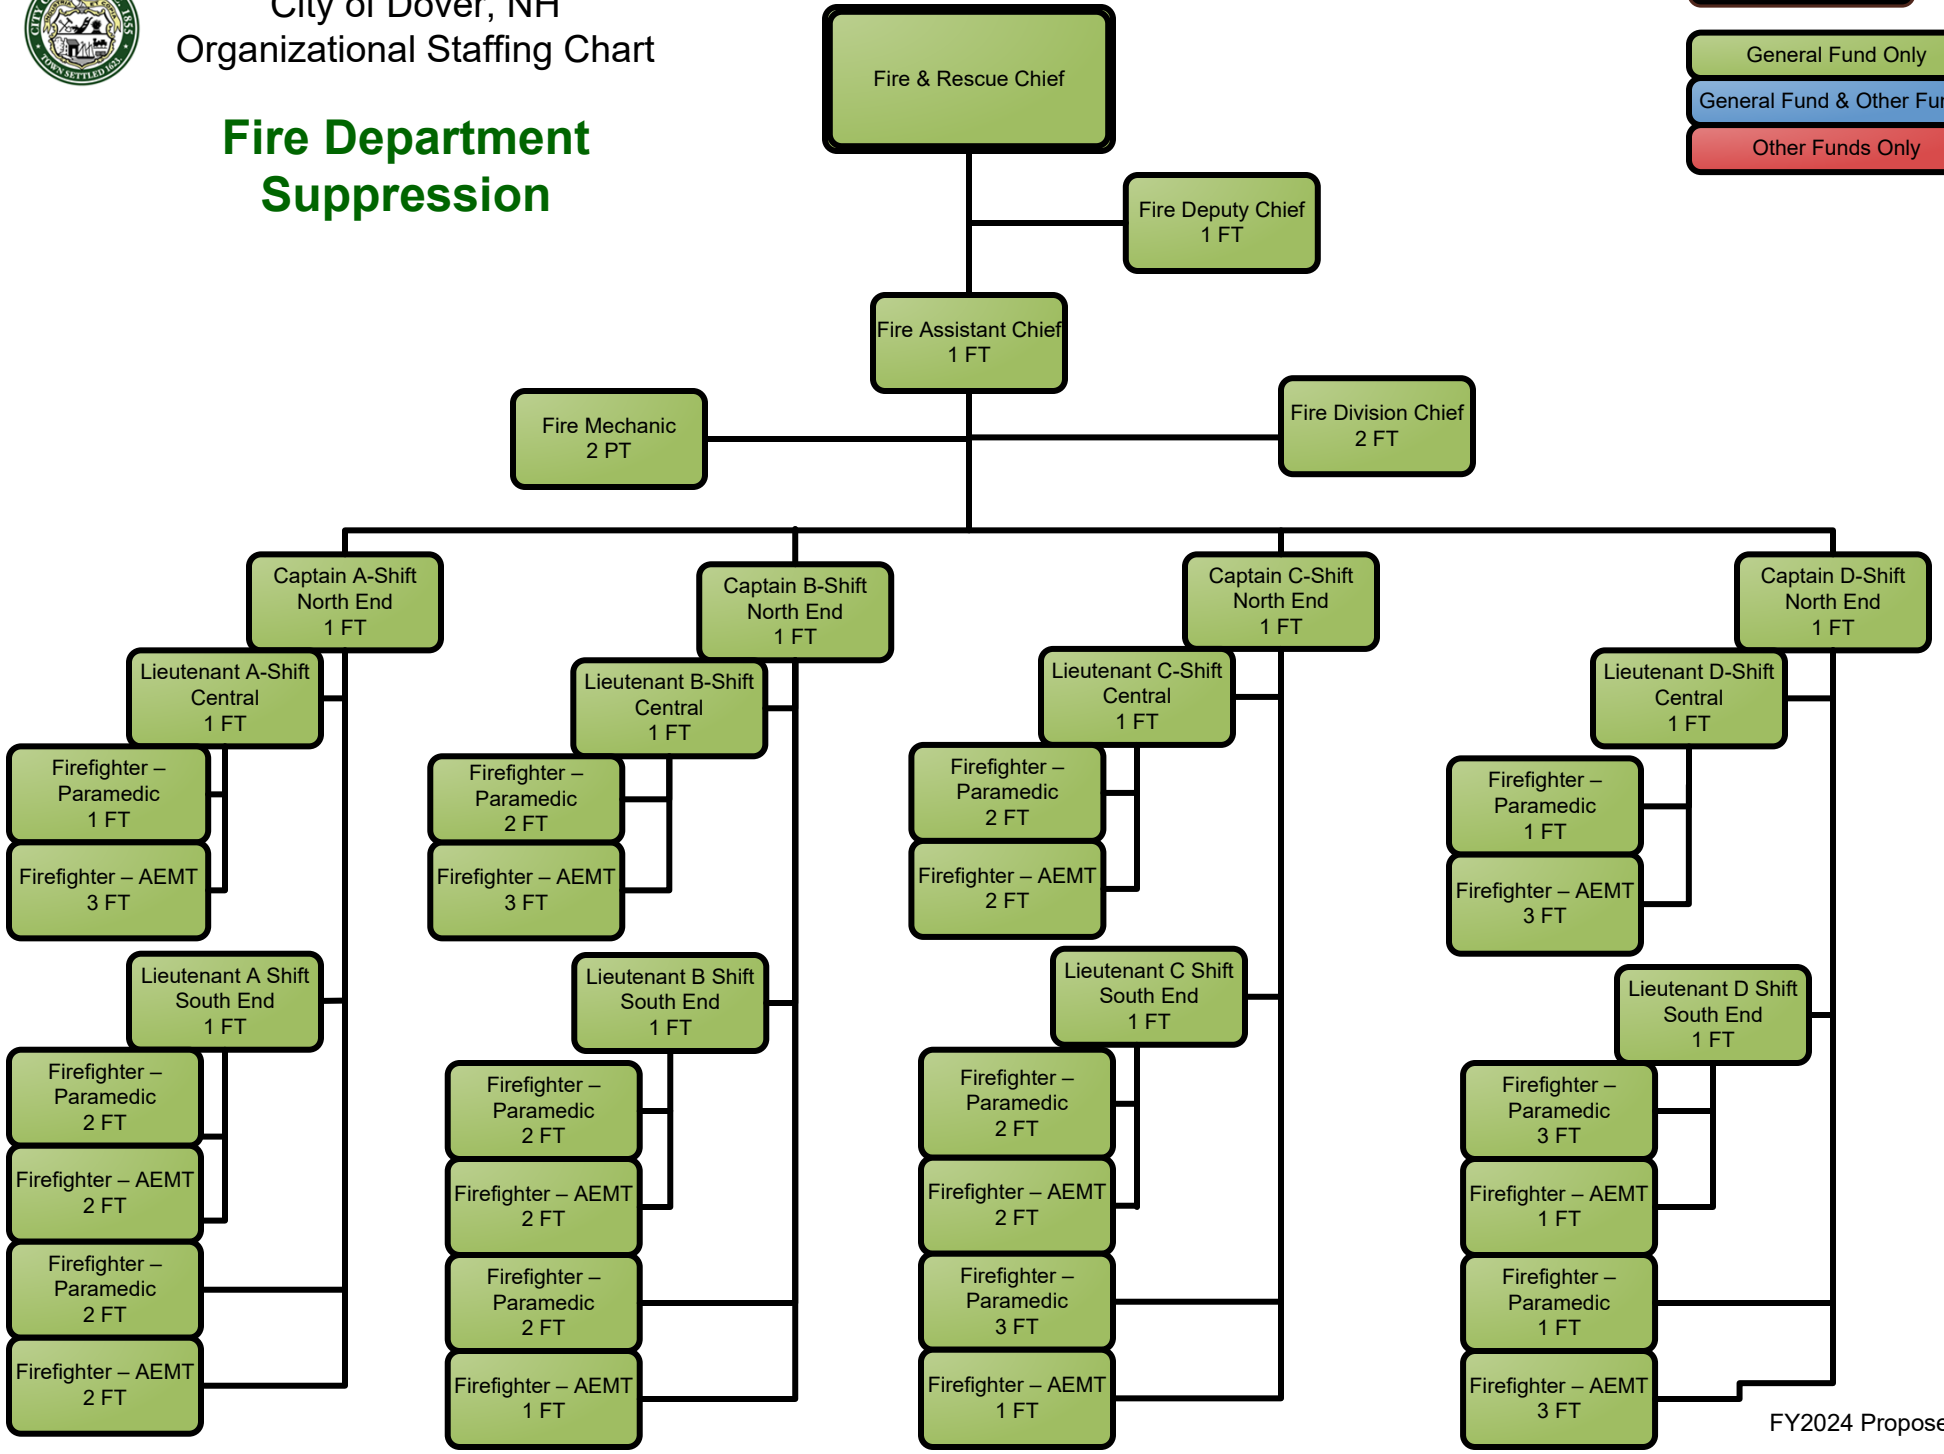 City of Dover, NH
Organizational Staffing Chart
Fire Department
Suppression
TOWN SETTLED 1623
CITY
1855
General Fund Only
General Fund & Other
Other Funds Only
Fire & Rescue Chief
Fire Deputy Chief
1 FT
Fire Assistant Chief
1 FT
Fire Mechanic
2 PT
Fire Division Chief
2 FT
Captain A-Shift
North End
1 FT
Lieutenant A-Shift
Central
1 FT
Firefighter –
Paramedic
1 FT
Firefighter – AEMT
3 FT
Lieutenant A Shift
South End
1 FT
Firefighter –
Paramedic
2 FT
Firefighter – AEMT
2 FT
Firefighter –
Paramedic
2 FT
Firefighter – AEMT
2 FT
Captain B-Shift
North End
1 FT
Lieutenant B-Shift
Central
1 FT
Firefighter –
Paramedic
2 FT
Firefighter – AEMT
3 FT
Lieutenant B Shift
South End
1 FT
Firefighter –
Paramedic
2 FT
Firefighter – AEMT
2 FT
Firefighter –
Paramedic
2 FT
Firefighter – AEMT
1 FT
Captain C-Shift
North End
1 FT
Lieutenant C-Shift
Central
1 FT
Firefighter –
Paramedic
2 FT
Firefighter – AEMT
2 FT
Lieutenant C Shift
South End
1 FT
Firefighter –
Paramedic
2 FT
Firefighter – AEMT
2 FT
Firefighter –
Paramedic
3 FT
Firefighter – AEMT
1 FT
Captain D-Shift
North End
1 FT
Lieutenant D-Shift
Central
1 FT
Firefighter –
Paramedic
1 FT
Firefighter – AEMT
3 FT
Lieutenant D Shift
South End
1 FT
Firefighter –
Paramedic
3 FT
Firefighter – AEMT
1 FT
Firefighter –
Paramedic
1 FT
Firefighter – AEMT
3 FT
FY2024 Propose